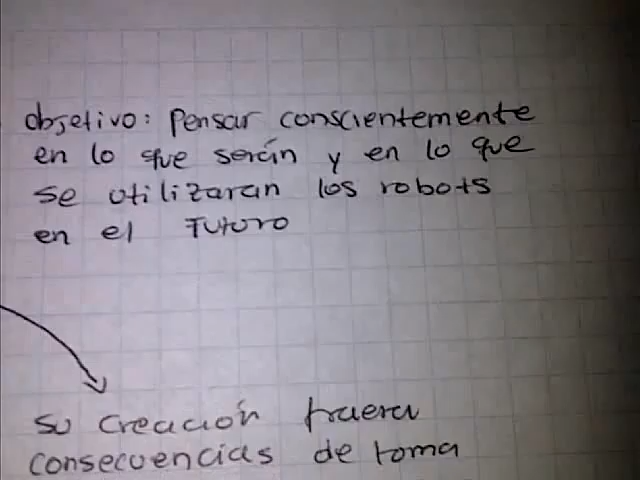 objetivo: Pensar conscientemente
en lo que serán y en lo que
se utilizaran los robots
en el Futuro
su creación traera
consecuencias de toma